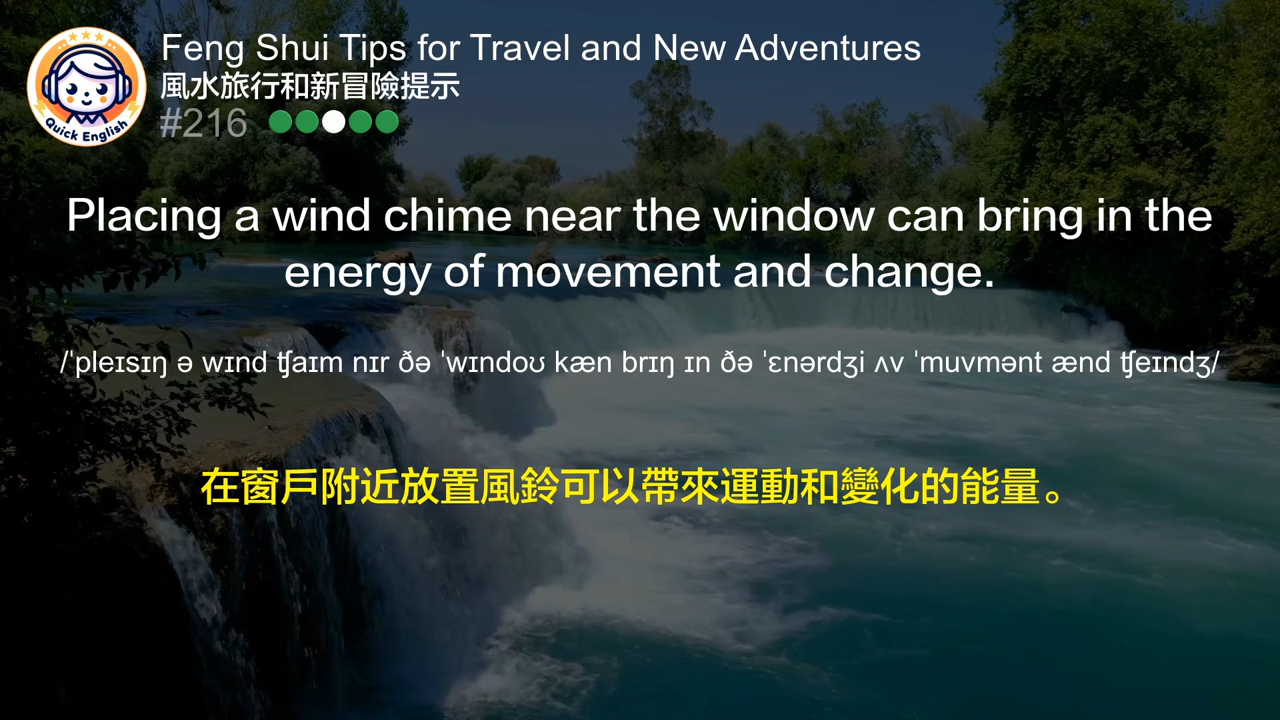 Feng Shui Tips for Travel and New Adventures
風水旅行和新冒險提示
#216
Quick English
Placing a wind chime near the window can bring in the
energy of movement and change.
/ˈpleɪsɪŋ ə wɪnd ʧaɪm nɪr ðə ˈwɪndoʊ kæn brɪŋ ɪn ðə ˈɛnərdʒi ʌv ˈmuvmənt ænd ʧeɪndʒ/
在窗戶附近放置風鈴可以帶來運動和變化的能量。